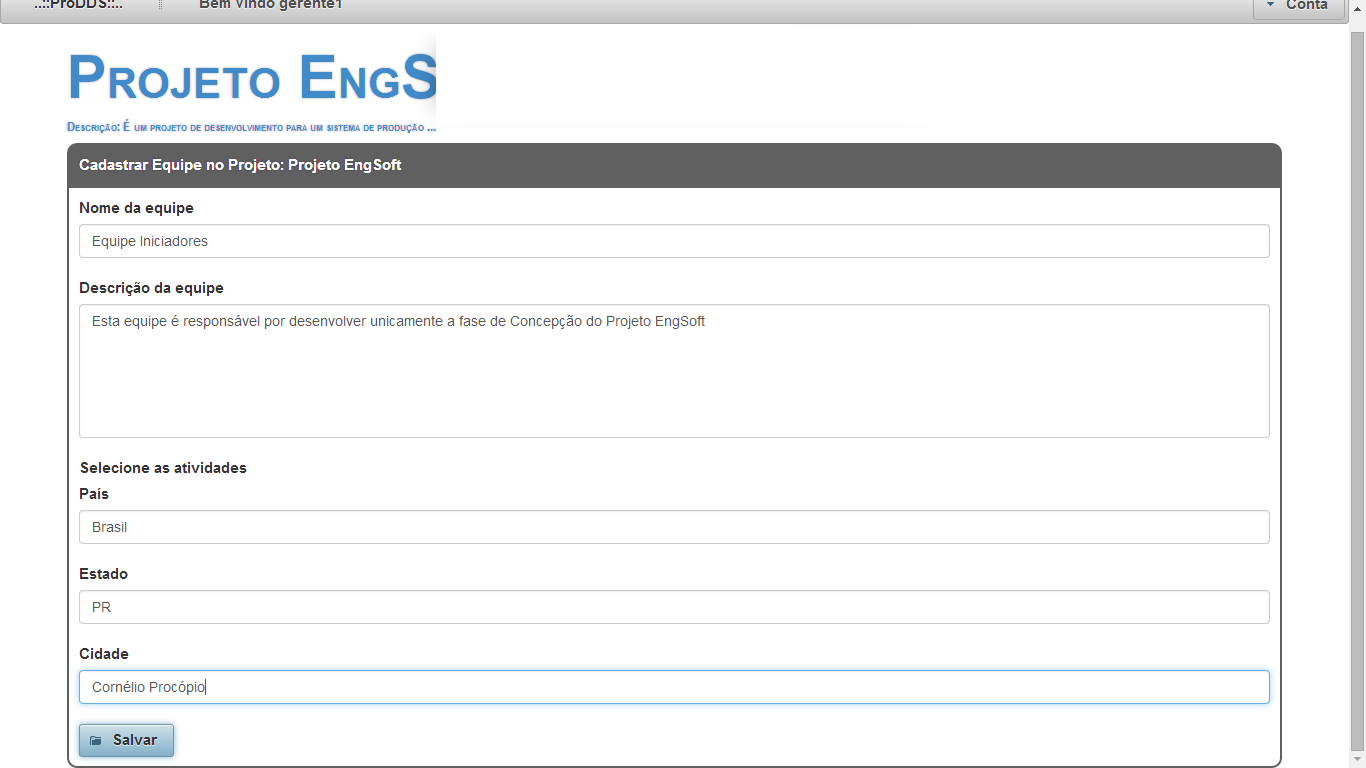 ..::ProDDS::.. Bem vindo gerente1 Conta
Projeto EngS
Descrição: É um projeto de desenvolvimento para um sistema de produção ...
Cadastrar Equipe no Projeto: Projeto EngSoft
Nome da equipe
Equipe Iniciadores
Descrição da equipe
Esta equipe é responsável por desenvolver unicamente a fase de Concepção do Projeto EngSoft
Selecione as atividades
País
Brasil
Estado
PR
Cidade
Cornélio Procópio
Salvar